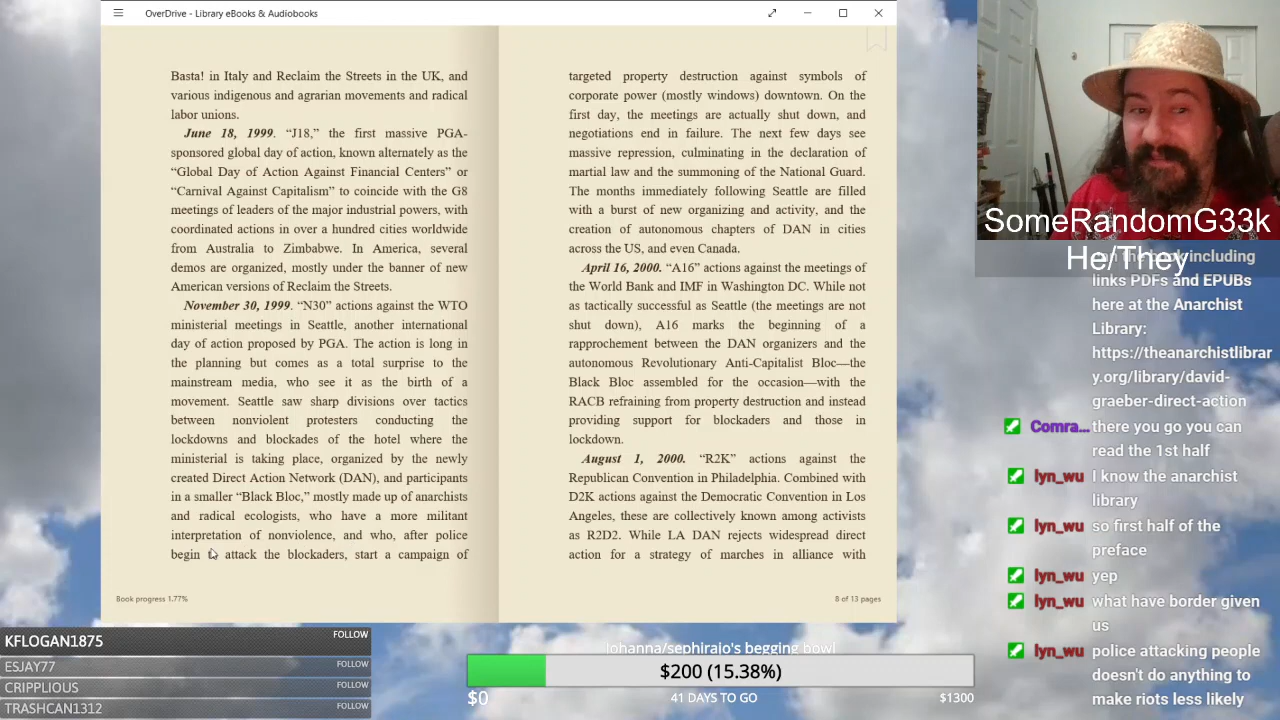 OverDrive - Library eBooks & Audiobooks
Basta! in Italy and Reclaim the Streets in the UK, and
various indigenous and agrarian movements and radical
labor unions.
June 18, 1999. “J18,” the first massive PGA-
sponsored global day of action, known alternately as the
“Global Day of Action Against Financial Centers” or
“Carnival Against Capitalism” to coincide with the G8
meetings of leaders of the major industrial powers, with
coordinated actions in over a hundred cities worldwide
from Australia to Zimbabwe. In America, several
demos are organized, mostly under the banner of new
American versions of Reclaim the Streets.
November 30, 1999. “N30” actions against the WTO
ministerial meetings in Seattle, another international
day of action proposed by PGA. The action is long in
the planning but comes as a total surprise to the
mainstream media, who see it as the birth of a
movement. Seattle saw sharp divisions over tactics
between nonviolent protesters conducting the
lockdowns and blockades of the hotel where the
ministerial is taking place, organized by the newly
created Direct Action Network (DAN), and participants
in a smaller “Black Bloc,” mostly made up of anarchists
and radical ecologists, who have a more militant
interpretation of nonviolence, and who, after police
begin to attack the blockaders, start a campaign of
Book progress 1.77%
targeted property destruction against symbols of
corporate power (mostly windows) downtown. On the
first day, the meetings are actually shut down, and
negotiations end in failure. The next few days see
massive repression, culminating in the declaration of
martial law and the summoning of the National Guard.
The months immediately following Seattle are filled
with a burst of new organizing and activity, and the
creation of autonomous chapters of DAN in cities
across the US, and even Canada.
April 16, 2000. “A16” actions against the meetings of
the World Bank and IMF in Washington DC. While not
as tactically successful as Seattle (the meetings are not
shut down), A16 marks the beginning of a
rapprochement between the DAN organizers and the
autonomous Revolutionary Anti-Capitalist Bloc—the
Black Bloc assembled for the occasion—with the
RACB refraining from property destruction and instead
providing support for blockaders and those in
lockdown.
August 1, 2000. “R2K” actions against the
Republican Convention in Philadelphia. Combined with
D2K actions against the Democratic Convention in Los
Angeles, these are collectively known among activists
as R2D2. While LA DAN rejects widespread direct
action for a strategy of marches in alliance with
8 of 13 pages
SomeRandomG33k
He/They
the book including
links PDFs and EPUBs
here at the Anarchist
Library:
https://theanarchistlibrar
y.org/library/david-
graeber-direct-action
Comra... there you go you can
read the 1st half
lyn_wu I know the anarchist
library
lyn_wu so first half of the
preface
lyn_wu yep
lyn_wu what have border given
us
lyn_wu police attacking people
doesn't do anything to
make riots less likely
KFLOGAN1875 FOLLOW
ESJAY77 FOLLOW
CRIPPLIOUS FOLLOW
TRASHCAN1312 FOLLOW
begging bowl
$200 (15.38%)
$0 41 DAYS TO GO $1300